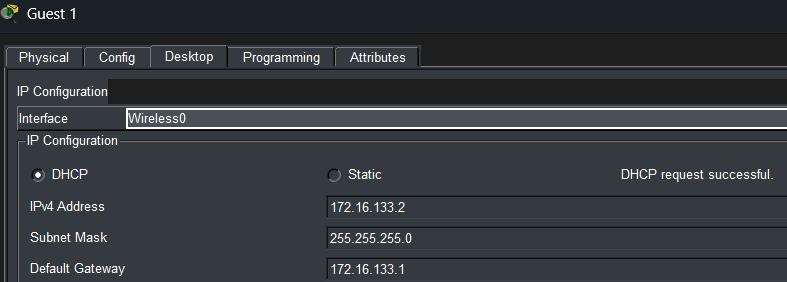 Guest 1
Physical Config Desktop Programming Attributes
IP Configuration
Interface Wireless0
IP Configuration
DHCP Static DHCP request successful.
IPv4 Address 172.16.133.2
Subnet Mask 255.255.255.0
Default Gateway 172.16.133.1